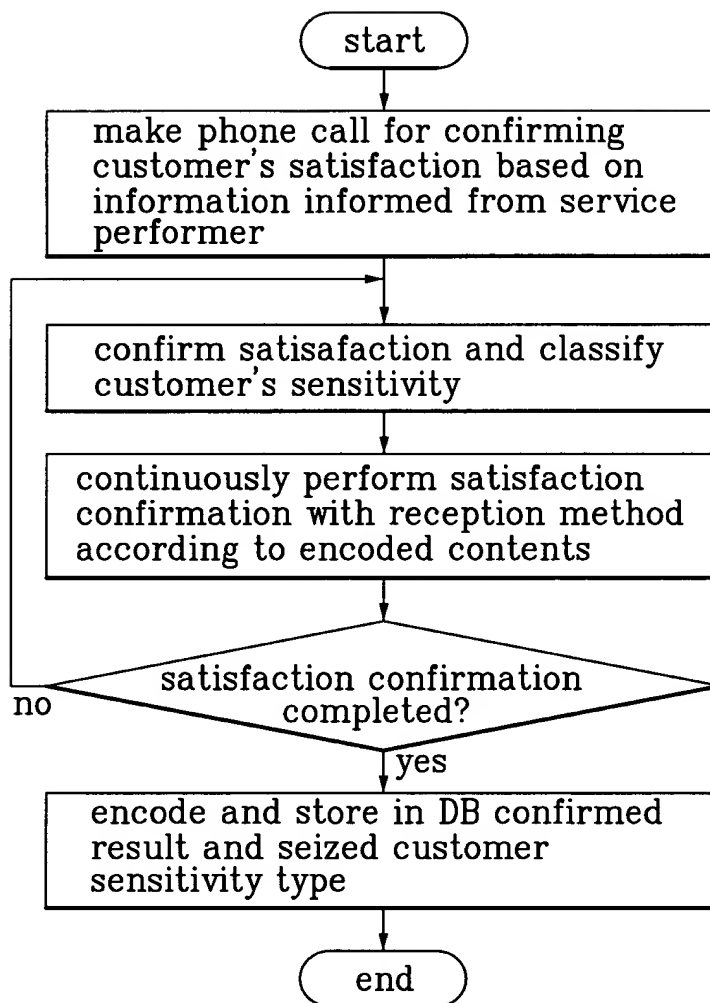 start
make phone call for confirming
customer's satisfaction based on
information informed from service
performer
confirm satisafaction and classify
customer's sensitivity
continuously perform satisfaction
confirmation with reception method
according to encoded contents
satisfaction confirmation
completed?
no
yes
encode and store in DB confirmed
result and seized customer
sensitivity type
end